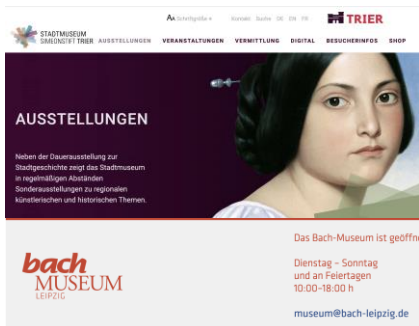 AA Schriftgröße
Kontakt Suche DE EN FR
TRIER
STADTMUSEUM
SIMEONSTIFT TRIER
AUSSTELLUNGEN VERANSTALTUNGEN VERMITTLUNG DIGITAL BESUCHERINFOS SHOP
AUSSTELLUNGEN
Neben der Dauerausstellung zur
Stadtgeschichte zeigt das Stadtmuseum
in regelmäßigen Abständen
Sonderausstellungen zu regionalen
künstlerischen und historischen Themen.
bach
MUSEUM
LEIPZIG
Das Bach-Museum ist geöffn
Dienstag – Sonntag
und an Feiertagen
10:00–18:00 h
museum@bach-leipzig.de